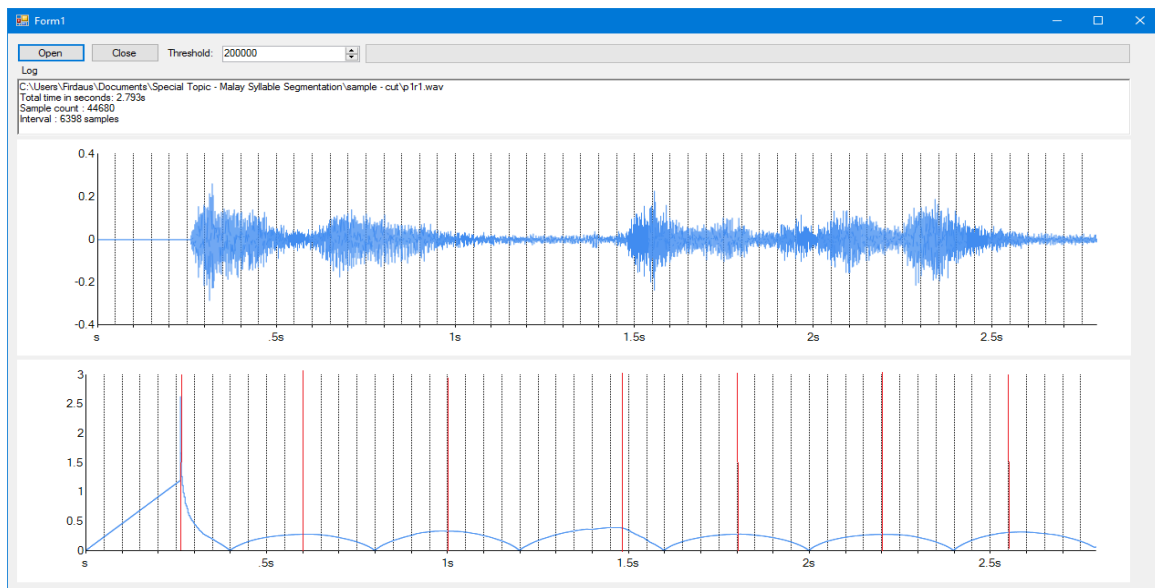 Form1
Open Close Threshold: 200000
Log
C:\Users\Firdaus\Documents\Special Topic - Malay Syllable Segmentation\sample - cut\p1r1.wav
Total time in seconds: 2.793s
Sample count : 44680
Interval : 6398 samples
0.4
0.2
0
-0.2
-0.4
s .5s 1s 1.5s 2s 2.5s
3
2.5
2
1.5
1
0.5
0
s .5s 1s 1.5s 2s 2.5s